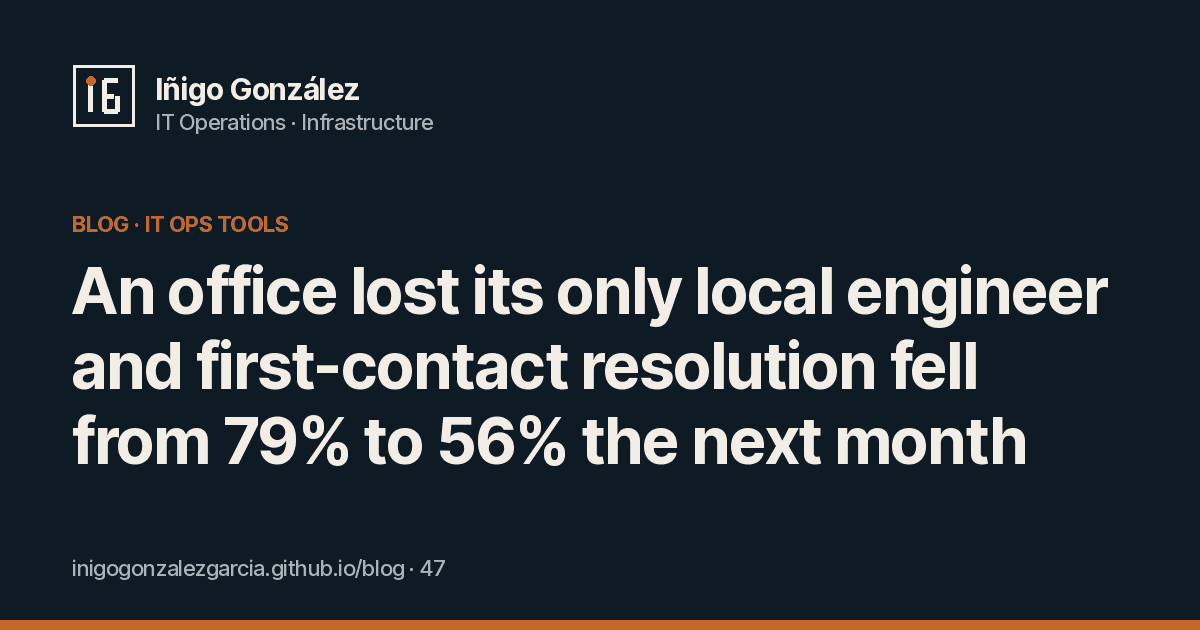 iG
Iñigo González
IT Operations · Infrastructure
BLOG · IT OPS TOOLS
An office lost its only local engineer
and first-contact resolution fell
from 79% to 56% the next month
inigogonzalezgarcia.github.io/blog · 47